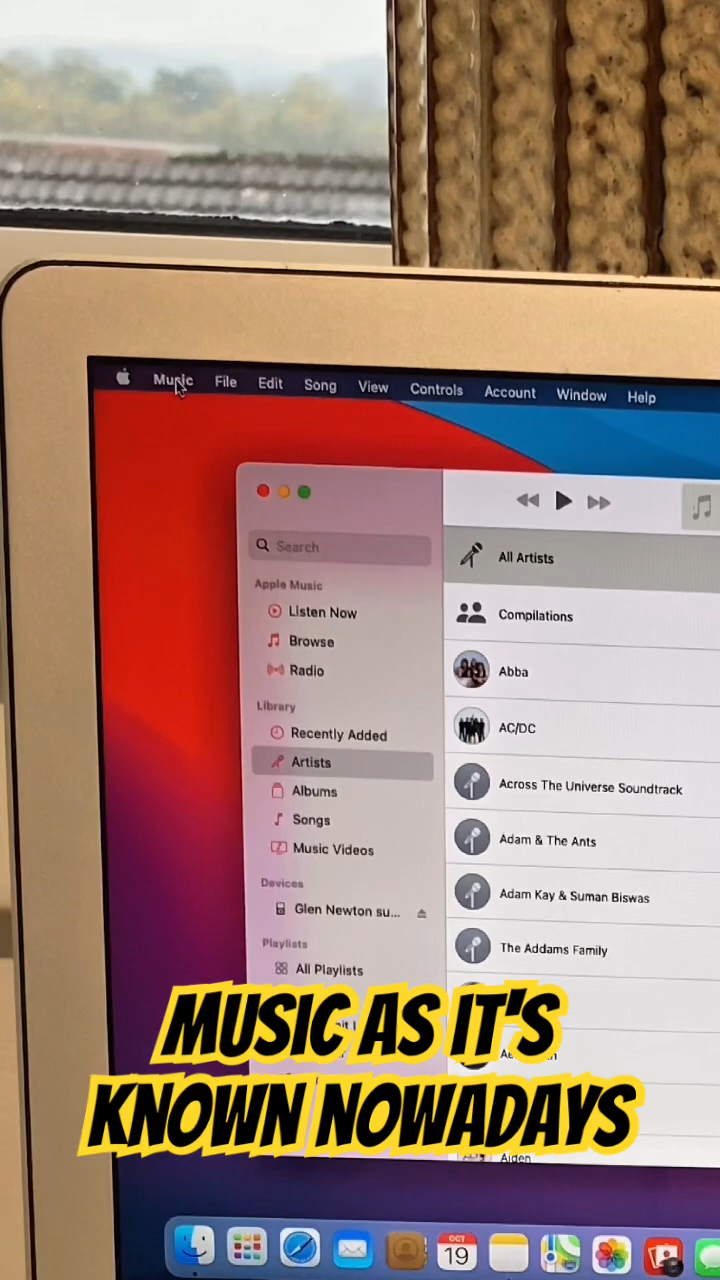 Music File Edit Song View Controls Account Window Help
Search
All Artists
Apple Music
Listen Now
Compilations
Browse
Radio
Abba
Library
Recently Added
AC/DC
Artists
Albums
Across The Universe Soundtrack
Songs
Adam & The Ants
Music Videos
Devices
Adam Kay & Suman Biswas
Glen Newton su...
Playlists
The Addams Family
All Playlists
MUSIC AS IT'S
KNOWN NOWADAYS
Aiden
OCT
19